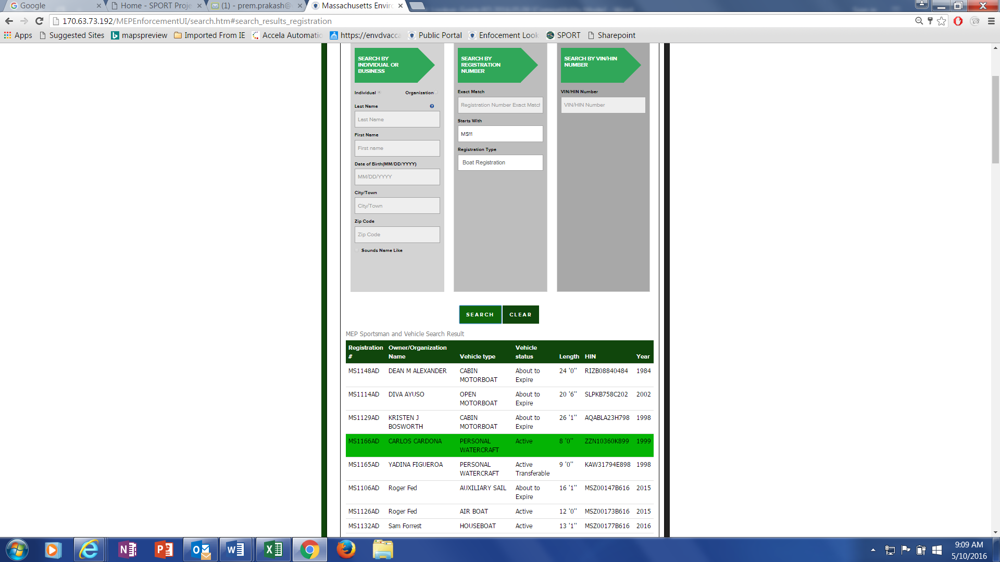 Google
Home - SPORT Proje
(1) - prem.prakash@
Massachusetts Enviro
170.63.73.192/MEPEnforcementUI/search.htm#search_results_registration
Apps
Suggested Sites
mapspreview
Imported From IE
Accela Automatio
https://envdvacca
Public Portal
Enfocement Look
SPORT
Sharepoint
SEARCH BY
INDIVIDUAL OR
BUSINESS
Individual
Organization
Last Name
Last Name
First Name
First name
Date of Birth(MM/DD/YYYY)
MM/DD/YYYY
City/Town
City/Town
Zip Code
Zip Code
Sounds Name Like
SEARCH BY
REGISTRATION
NUMBER
Exact Match
Registration Number Exact Match
Starts With
MS11
Registration Type
Boat Registration
SEARCH BY VIN/HIN
NUMBER
VIN/HIN Number
VIN/HIN Number
SEARCH
CLEAR
MEP Sportsman and Vehicle Search Result
Registration # Owner/Organization Name Vehicle type Vehicle status Length HIN Year
MS1148AD DEAN M ALEXANDER CABIN MOTORBOAT About to Expire 24 '0" RIZB08840484 1984
MS1114AD DIVA AYUSO OPEN MOTORBOAT About to Expire 20 '6" SLPKB758C202 2002
MS1129AD KRISTEN J BOSWORTH CABIN MOTORBOAT About to Expire 26 '1" AQABLA23H798 1998
MS1166AD CARLOS CARDONA PERSONAL WATERCRAFT Active 8 '0" ZZN10360K899 1999
MS1165AD YADINA FIGUEROA PERSONAL WATERCRAFT Active Transferable 9 '0" KAW31794E898 1998
MS1106AD Roger Fed AUXILIARY SAIL About to Expire 16 '1" MSZ00147B616 2015
MS1126AD Roger Fed AIR BOAT Active 12 '0" MSZ00173B616 2015
MS1132AD Sam Forrest HOUSEBOAT Active 13 '1" MSZ00177B616 2016
9:09 AM
5/10/2016